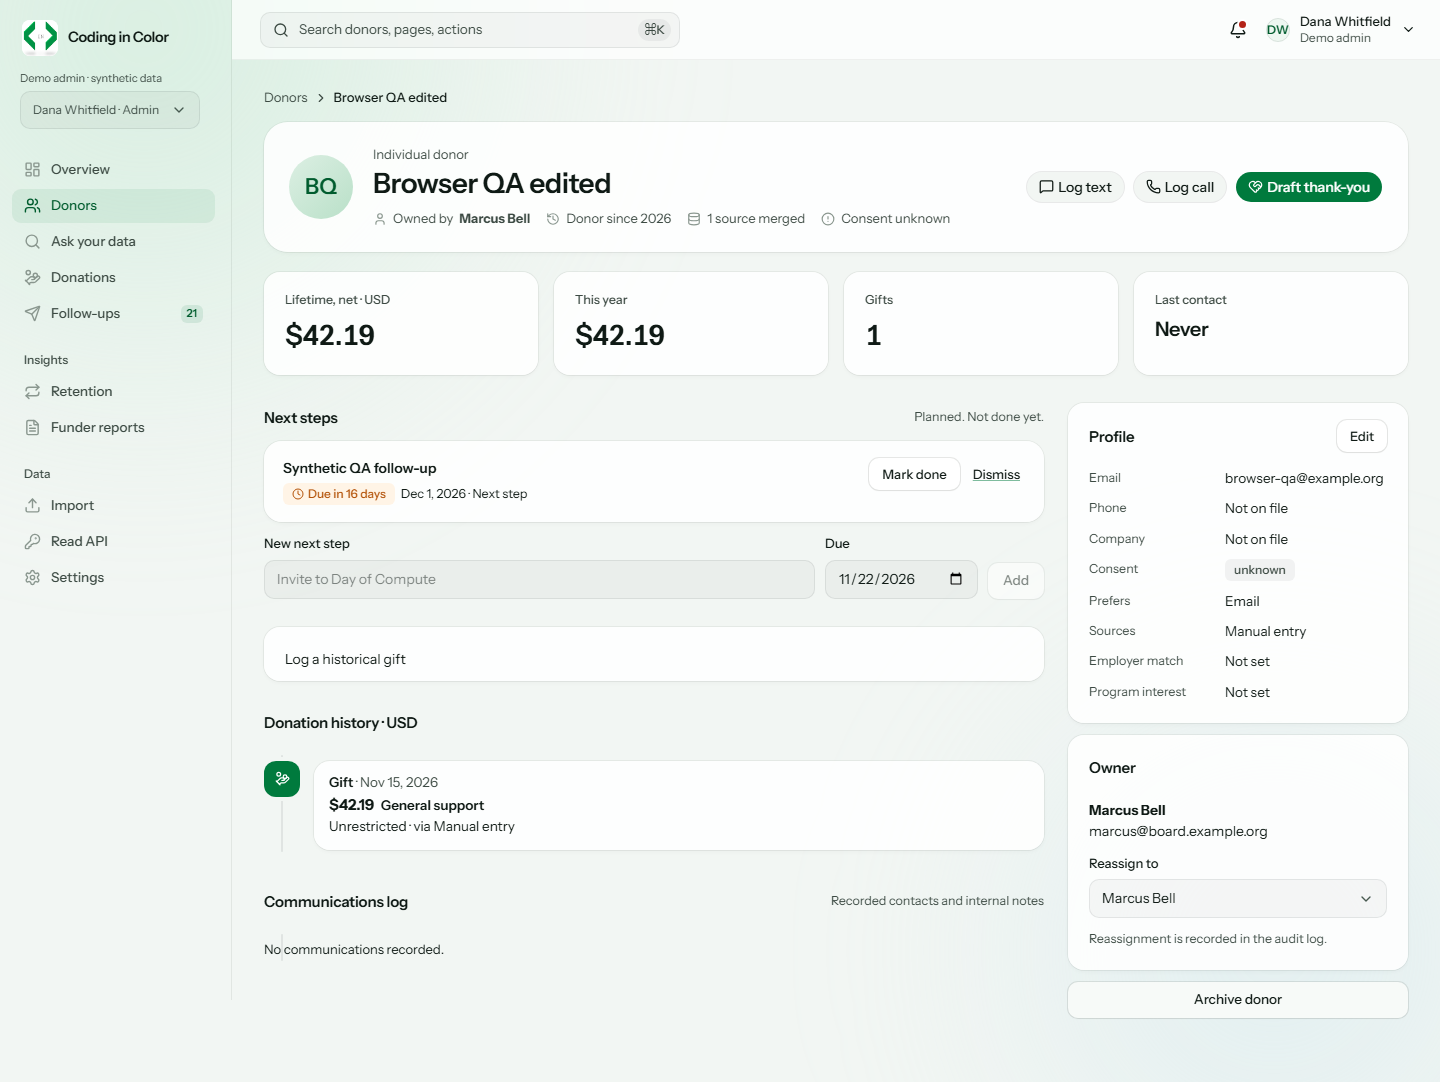 Coding in Color
Demo admin · synthetic data
Dana Whitfield · Admin
Overview
Donors
Ask your data
Donations
Follow-ups 21
Insights
Retention
Funder reports
Data
Import
Read API
Settings
Search donors, pages, actions ⌘K
DW
Dana Whitfield
Demo admin
Donors > Browser QA edited
BQ
Individual donor
Browser QA edited
Owned by Marcus Bell Donor since 2026 1 source merged Consent unknown
Log text
Log call
Draft thank-you
Lifetime, net · USD
$42.19
This year
$42.19
Gifts
1
Last contact
Never
Next steps
Planned. Not done yet.
Synthetic QA follow-up
Due in 16 days Dec 1, 2026 · Next step
Mark done
Dismiss
New next step
Invite to Day of Compute
Due
11/22/2026
Add
Log a historical gift
Donation history · USD
Gift · Nov 15, 2026
$42.19 General support
Unrestricted · via Manual entry
Communications log
Recorded contacts and internal notes
No communications recorded.
Profile
Edit
Email browser-qa@example.org
Phone Not on file
Company Not on file
Consent unknown
Prefers Email
Sources Manual entry
Employer match Not set
Program interest Not set
Owner
Marcus Bell
marcus@board.example.org
Reassign to
Marcus Bell
Reassignment is recorded in the audit log.
Archive donor